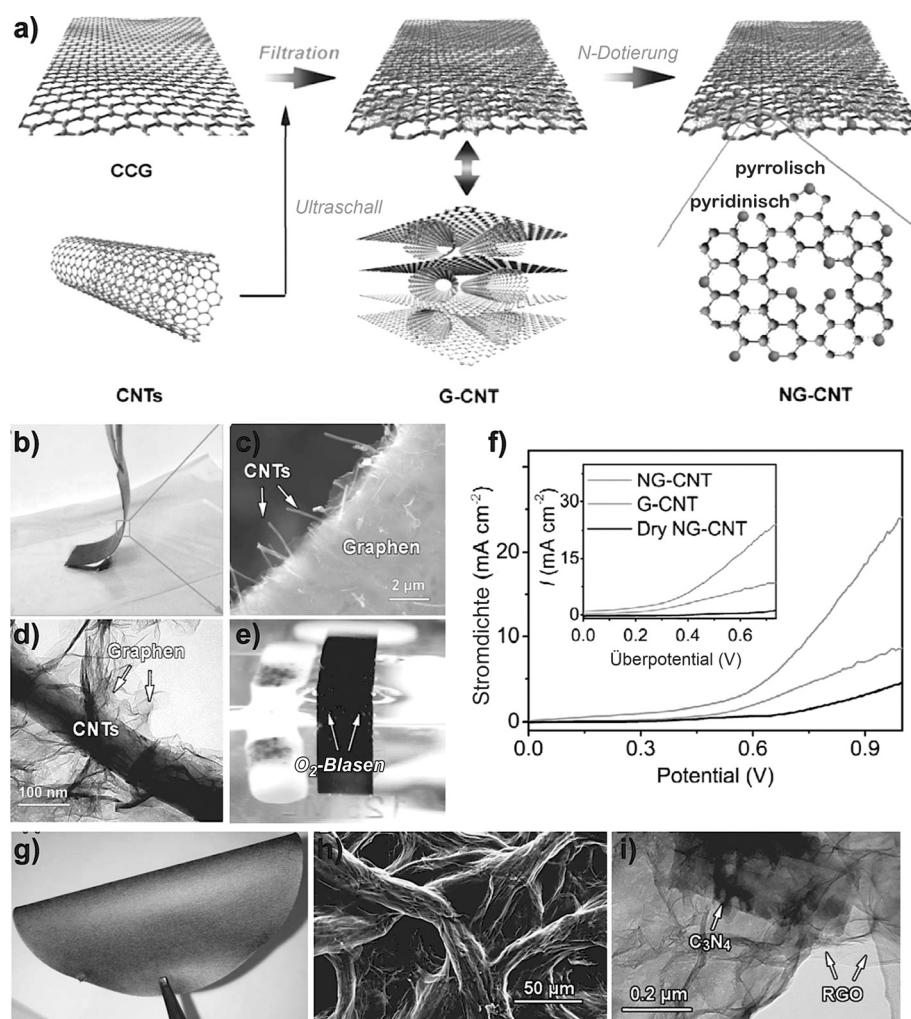 a)
Filtration
N-Dotierung
CCG
Ultraschall
pyrrolisch
pyridinisch
CNTs
G-CNT
NG-CNT
b)
c)
CNTs
Graphen
2 µm
d)
Graphen
CNTs
100 nm
e)
O2-Blasen
f)
Stromdichte (mA cm-2)
20
10
0
0.0 0.3 0.6 0.9
Potential (V)
I (mA cm-2)
45
30
15
0
0.0 0.2 0.4 0.6
Überpotential (V)
NG-CNT
G-CNT
Dry NG-CNT
g)
h)
50 µm
i)
C3N4
RGO
0.2 µm